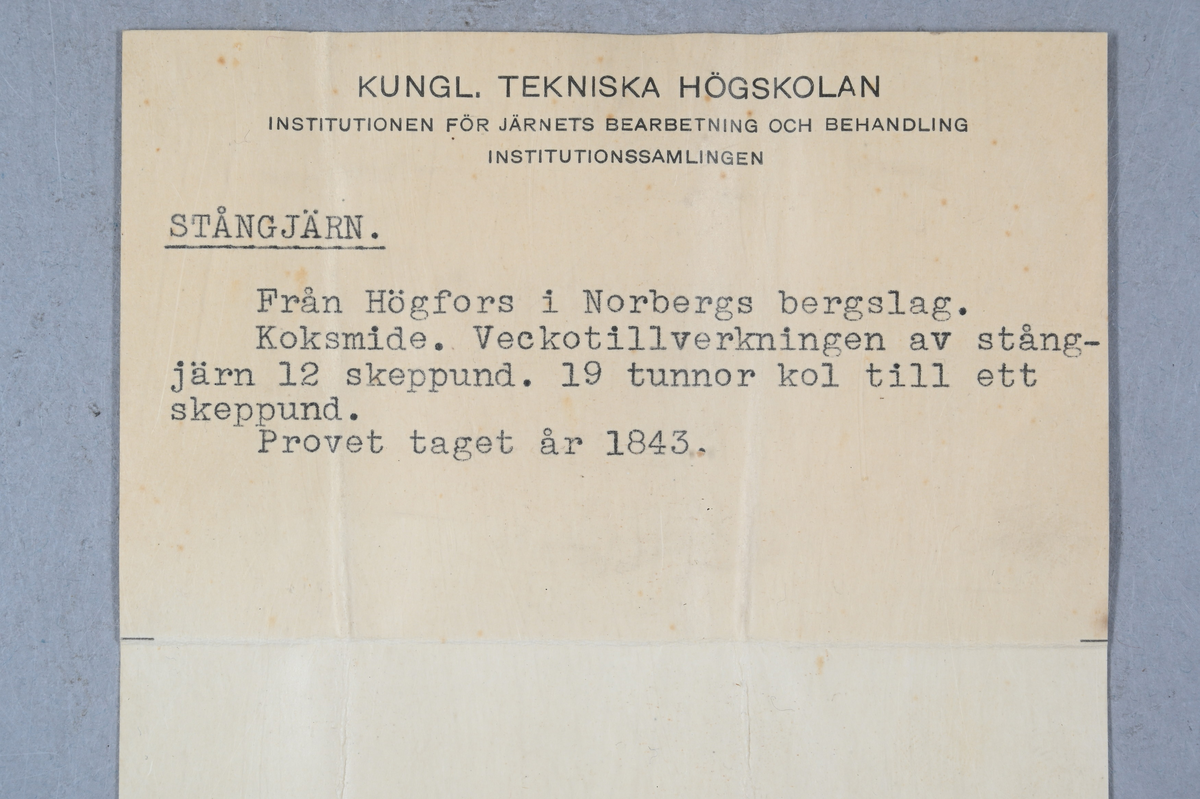 KUNGL. TEKNISKA HÖGSKOLAN
INSTITUTIONEN FÖR JÄRNETS BEARBETNING OCH BEHANDLING
INSTITUTIONSSAMLINGEN
STÅNGJÄRN.
Från Högfors i Norbergs bergslag.
Koksmide. Veckotillverkningen av stång-
järn 12 skeppund. 19 tunnor kol till ett
skeppund.
Provet taget år 1843.